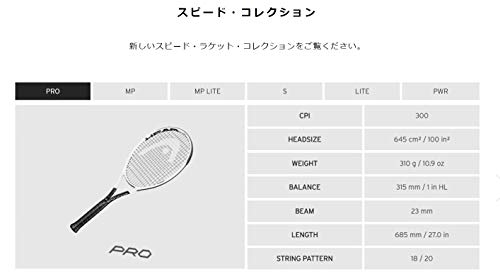 スピード・コレクション
新しいスピード・ラケット・コレクションをご覧ください。
PRO MP MP LITE S LITE PWR
CPI 300
HEADSIZE 645 cm² / 100 in²
WEIGHT 310 g / 10.9 oz
BALANCE 315 mm / 1 in HL
BEAM 23 mm
LENGTH 685 mm / 27.0 in
STRING PATTERN 18 / 20
PRO